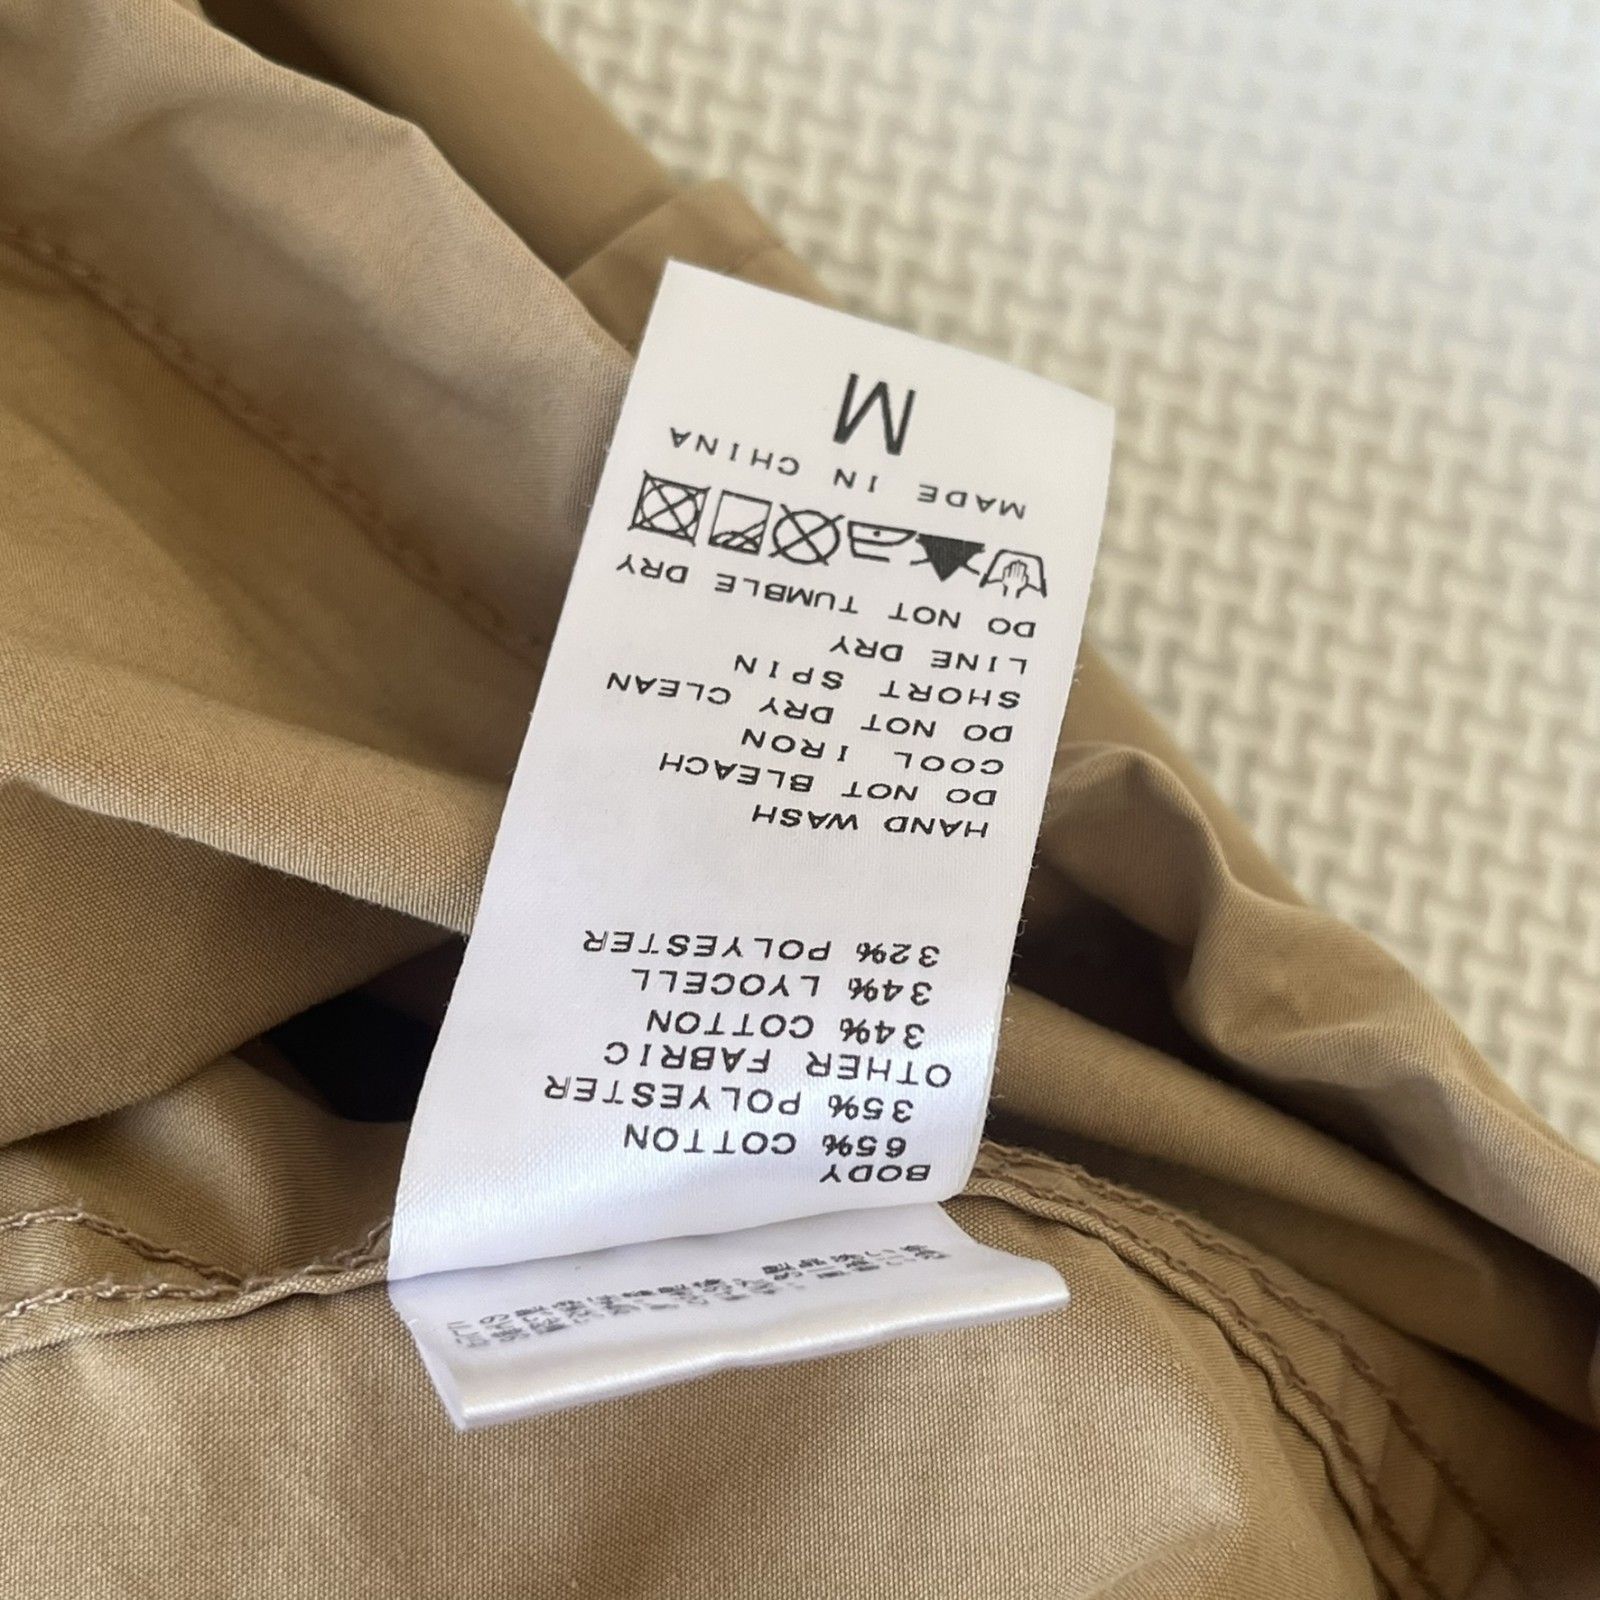 BODY
65% COTTON
35% POLYESTER
OTHER FABRIC
34% COTTON
34% LYOCELL
32% POLYESTER
HAND WASH
DO NOT BLEACH
COOL IRON
DO NOT DRY CLEAN
SHORT SPIN
LINE DRY
DO NOT TUMBLE DRY
MADE IN CHINA
M